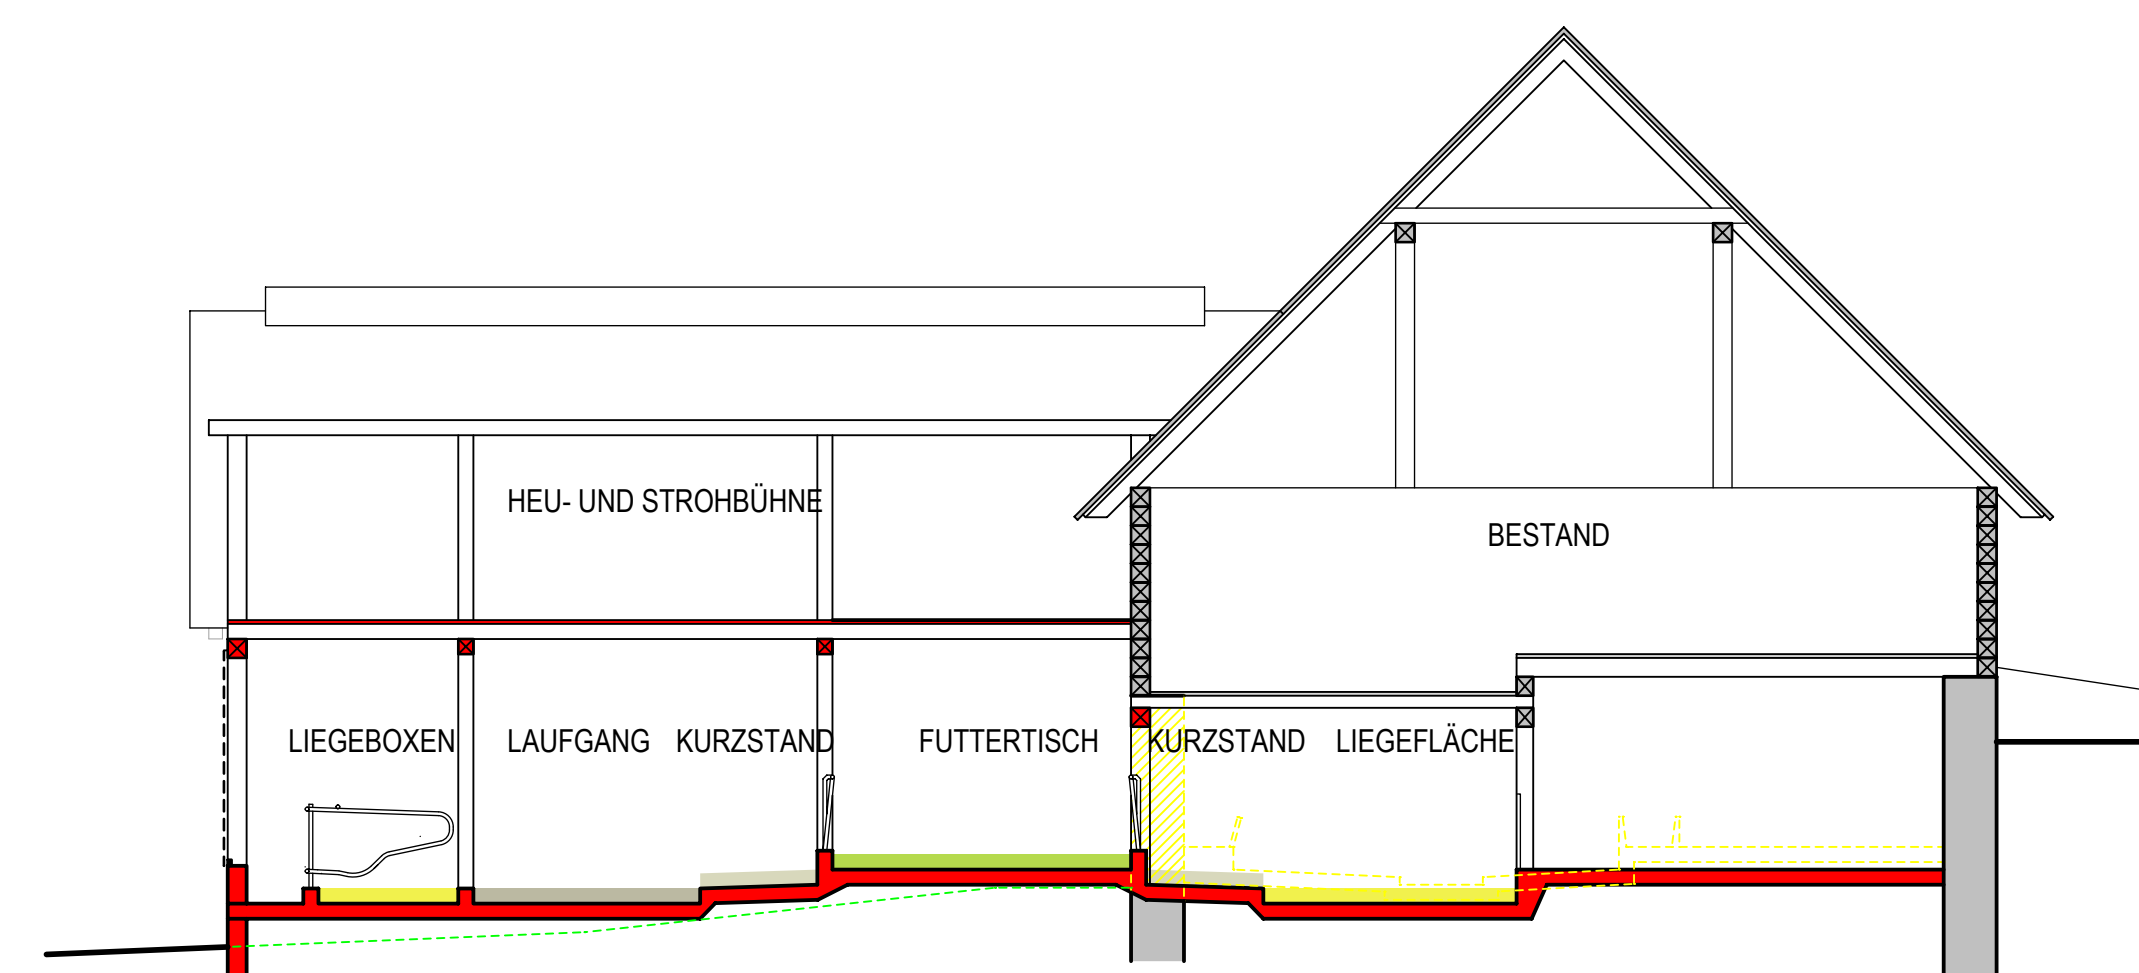 HEU- UND STROHBÜHNE
BESTAND
LIEGEBOXEN
LAUFGANG
KURZSTAND
FUTTERTISCH
KURZSTAND
LIEGEFLÄCHE